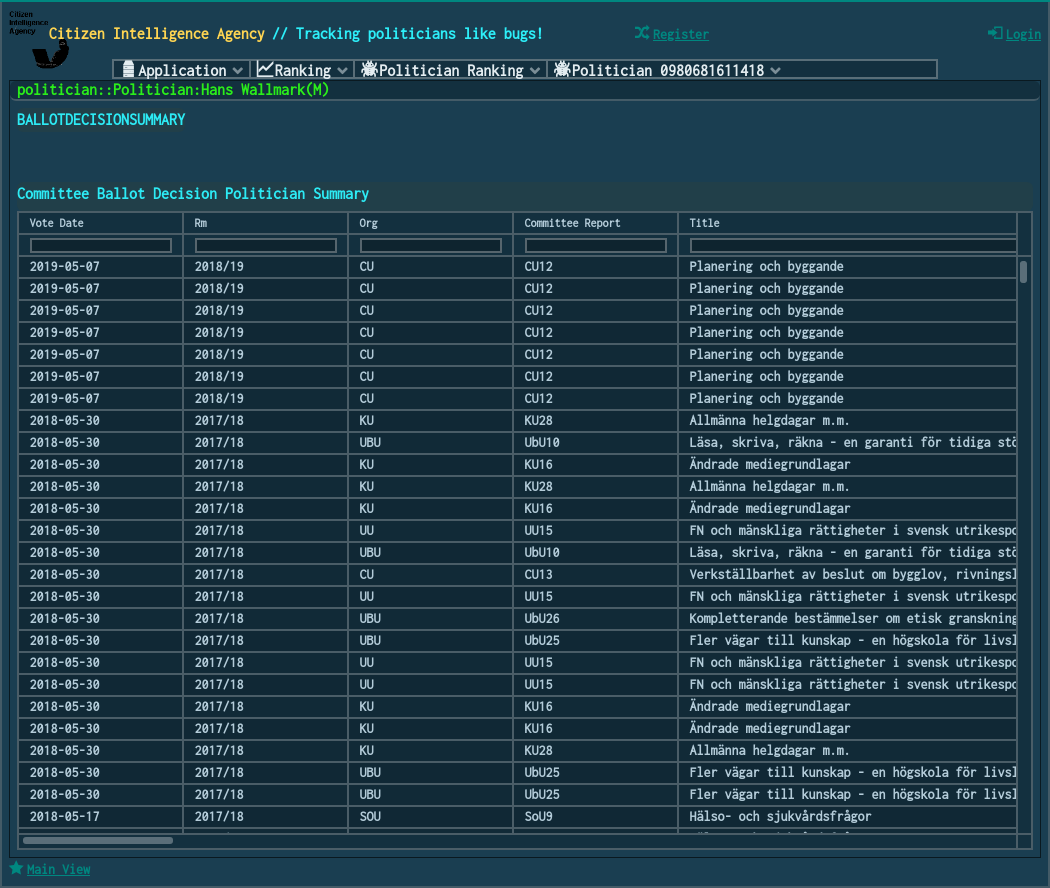 Citizen
Intelligence
Agency
Citizen Intelligence Agency // Tracking politicians like bugs!
Register
Login
Application Ranking Politician Ranking Politician 0980681611418
politician::Politician:Hans Wallmark(M)
BALLOTDECISIONSUMMARY
Committee Ballot Decision Politician Summary
Vote Date Rm Org Committee Report Title
2019-05-07 2018/19 CU CU12 Planering och byggande
2019-05-07 2018/19 CU CU12 Planering och byggande
2019-05-07 2018/19 CU CU12 Planering och byggande
2019-05-07 2018/19 CU CU12 Planering och byggande
2019-05-07 2018/19 CU CU12 Planering och byggande
2019-05-07 2018/19 CU CU12 Planering och byggande
2019-05-07 2018/19 CU CU12 Planering och byggande
2018-05-30 2017/18 KU KU28 Allmänna helgdagar m.m.
2018-05-30 2017/18 UBU UbU10 Läsa, skriva, räkna - en garanti för tidiga stö
2018-05-30 2017/18 KU KU16 Ändrade mediegrundlagar
2018-05-30 2017/18 KU KU28 Allmänna helgdagar m.m.
2018-05-30 2017/18 KU KU16 Ändrade mediegrundlagar
2018-05-30 2017/18 UU UU15 FN och mänskliga rättigheter i svensk utrikespo
2018-05-30 2017/18 UBU UbU10 Läsa, skriva, räkna - en garanti för tidiga stö
2018-05-30 2017/18 CU CU13 Verkställbarhet av beslut om bygglov, rivningsl
2018-05-30 2017/18 UU UU15 FN och mänskliga rättigheter i svensk utrikespo
2018-05-30 2017/18 UBU UbU26 Kompletterande bestämmelser om etisk granskning
2018-05-30 2017/18 UBU UbU25 Fler vägar till kunskap - en högskola för livsl
2018-05-30 2017/18 UU UU15 FN och mänskliga rättigheter i svensk utrikespo
2018-05-30 2017/18 UU UU15 FN och mänskliga rättigheter i svensk utrikespo
2018-05-30 2017/18 KU KU16 Ändrade mediegrundlagar
2018-05-30 2017/18 KU KU16 Ändrade mediegrundlagar
2018-05-30 2017/18 KU KU28 Allmänna helgdagar m.m.
2018-05-30 2017/18 UBU UbU25 Fler vägar till kunskap - en högskola för livsl
2018-05-30 2017/18 UBU UbU25 Fler vägar till kunskap - en högskola för livsl
2018-05-17 2017/18 SOU SoU9 Hälso- och sjukvårdsfrågor
Main View